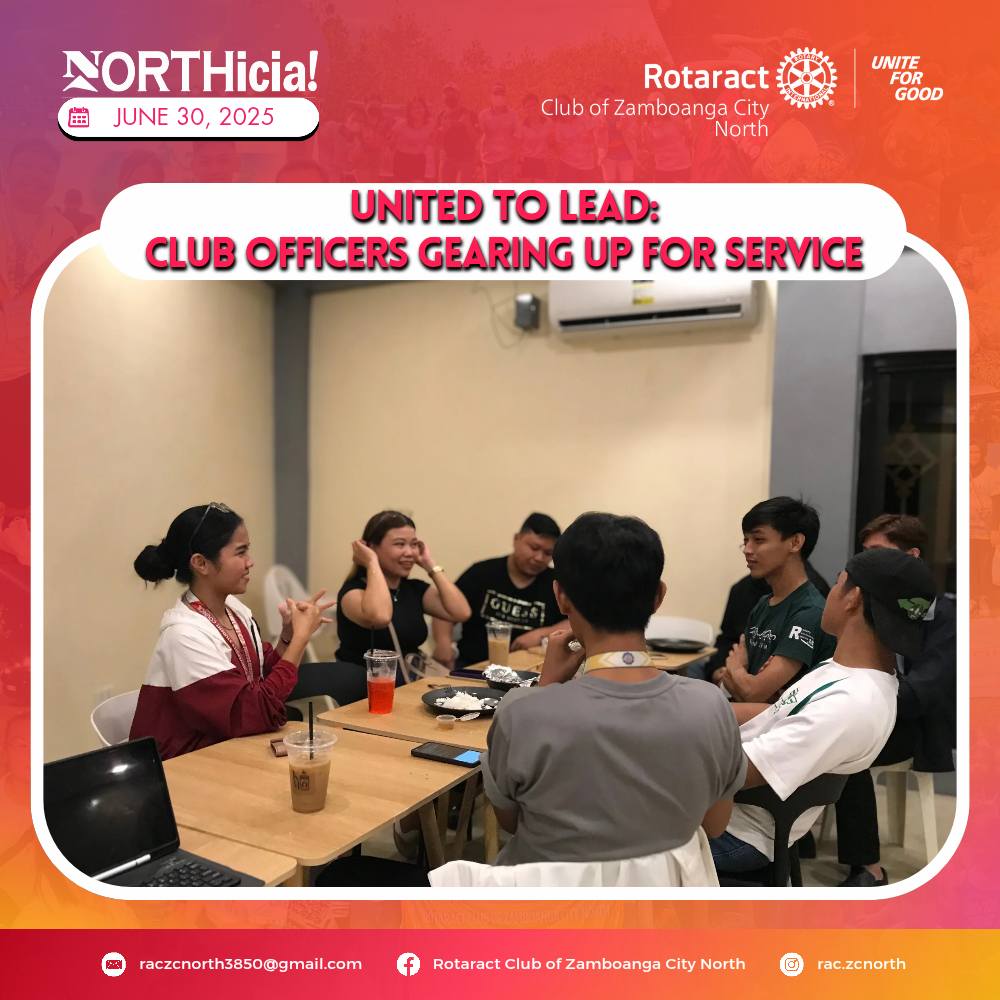 NORTHicia!
JUNE 30, 2025
Rotaract
Club of Zamboanga City
North
UNITE
FOR
GOOD
UNITED TO LEAD:
CLUB OFFICERS GEARING UP FOR SERVICE
GUESS
R
raczcnorth3850@gmail.com
Rotaract Club of Zamboanga City North
rac.zcnorth